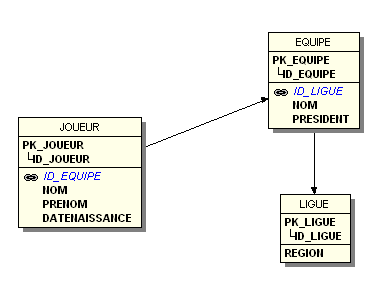 EQUIPE
PK_EQUIPE
ID_EQUIPE
ID_LIGUE
NOM
PRESIDENT
JOUEUR
PK_JOUEUR
ID_JOUEUR
ID_EQUIPE
NOM
PRENOM
DATENAISSANCE
LIGUE
PK_LIGUE
ID_LIGUE
REGION